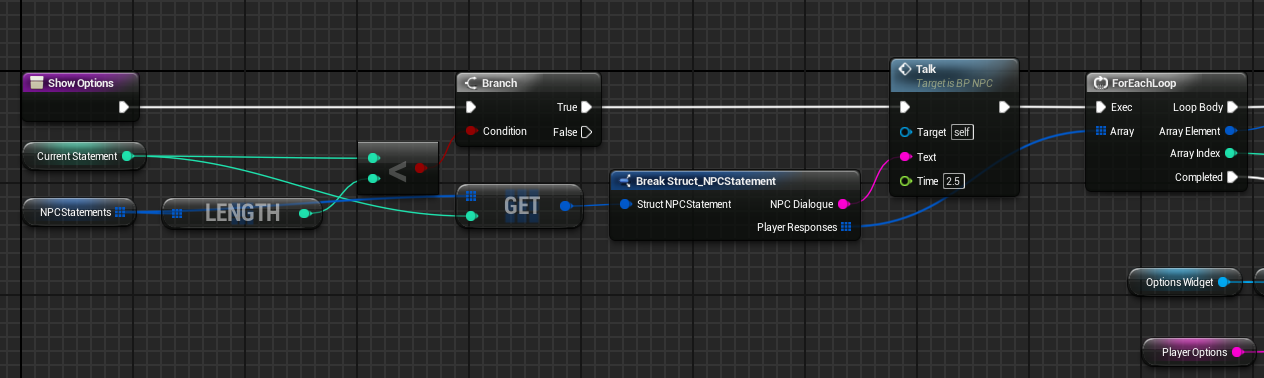 Show Options
Branch
True
Condition
False
Current Statement
<
NPCStatements
LENGTH
GET
Break Struct_NPCStatement
Struct NPCStatement
NPC Dialogue
Player Responses
Talk
Target is BP NPC
Target self
Text
Time 2.5
ForEachLoop
Exec
Loop Body
Array
Array Element
Array Index
Completed
Options Widget
Player Options